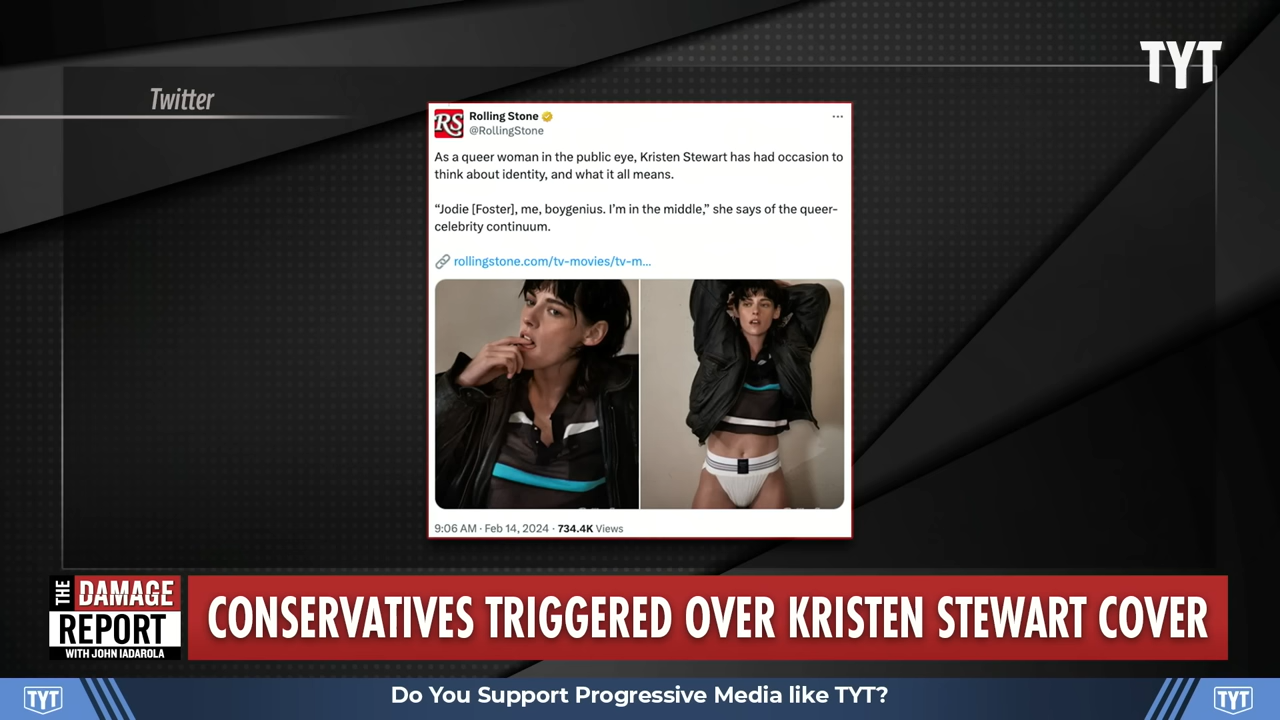 TYT
Twitter
RS
Rolling Stone
@RollingStone
As a queer woman in the public eye, Kristen Stewart has had occasion to
think about identity, and what it all means.
“Jodie [Foster], me, boygenius. I’m in the middle,” she says of the queer-
celebrity continuum.
rollingstone.com/tv-movies/tv-m...
9:06 AM · Feb 14, 2024 · 734.4K Views
THE
DAMAGE
REPORT
WITH JOHN IADAROLA
CONSERVATIVES TRIGGERED OVER KRISTEN STEWART COVER
TYT
Do You Support Progressive Media like TYT?
TYT